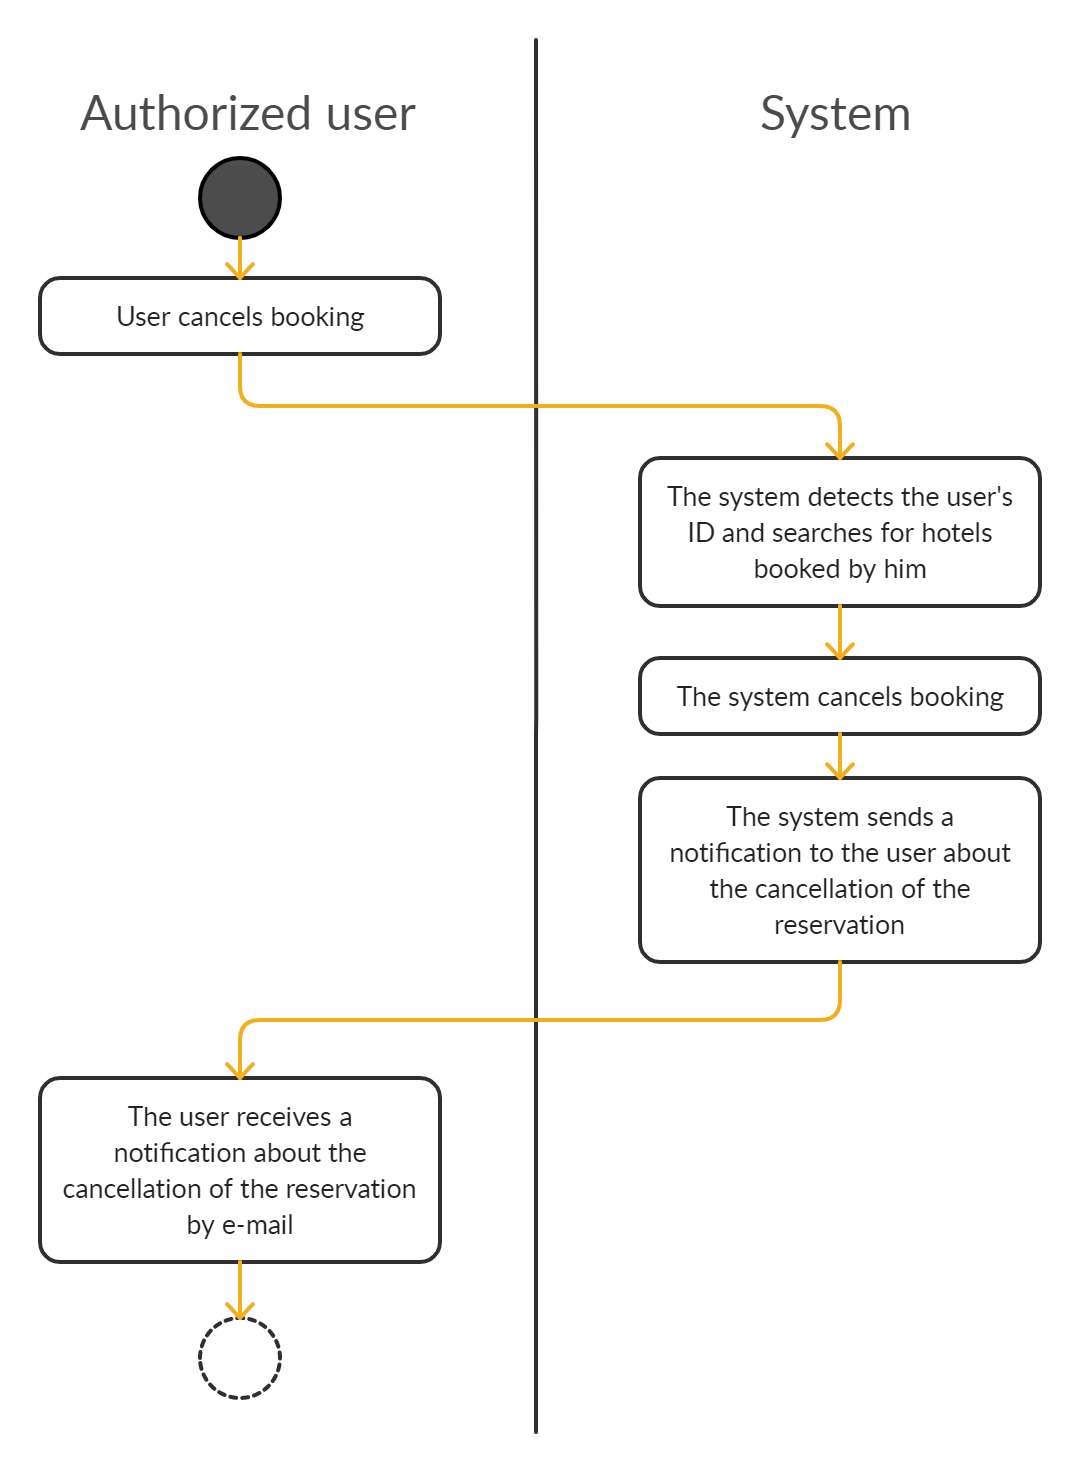 Authorized user
System
User cancels booking
The system detects the user's
ID and searches for hotels
booked by him
The system cancels booking
The system sends a
notification to the user about
the cancellation of the
reservation
The user receives a
notification about the
cancellation of the reservation
by e-mail